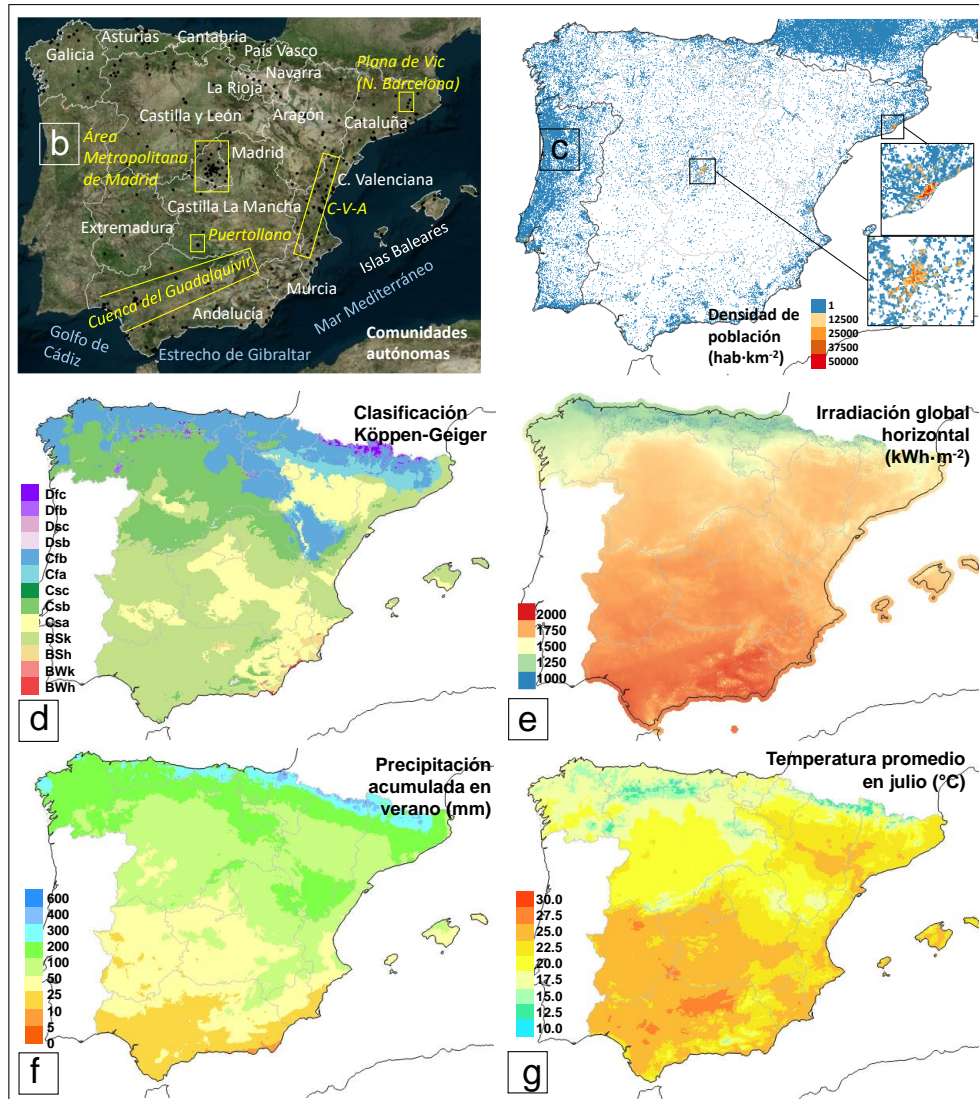 Asturias
Cantabria
Galicia
País Vasco
Navarra
La Rioja
Plana de Vic
(N. Barcelona)
Castilla y León
Aragón
Cataluña
b
Área
Metropolitana
de Madrid
Madrid
C. Valenciana
Castilla La Mancha
C-V-A
Extremadura
Puertollano
Islas Baleares
Cuenca del Guadalquivir
Murcia
Mar Mediterráneo
Andalucía
Golfo de
Cádiz
Estrecho de Gibraltar
Comunidades
autónomas
c
Densidad de
población
(hab·km-2)
1
12500
25000
37500
50000
Clasificación
Köppen-Geiger
Dfc
Dfb
Dsc
Dsb
Cfb
Cfa
Csc
Csb
Csa
BSk
BSh
BWk
BWh
d
Irradiación global
horizontal
(kWh·m-2)
2000
1750
1500
1250
1000
e
Precipitación
acumulada en
verano (mm)
600
400
300
200
100
50
25
10
5
0
f
Temperatura promedio
en julio (°C)
30.0
27.5
25.0
22.5
20.0
17.5
15.0
12.5
10.0
g